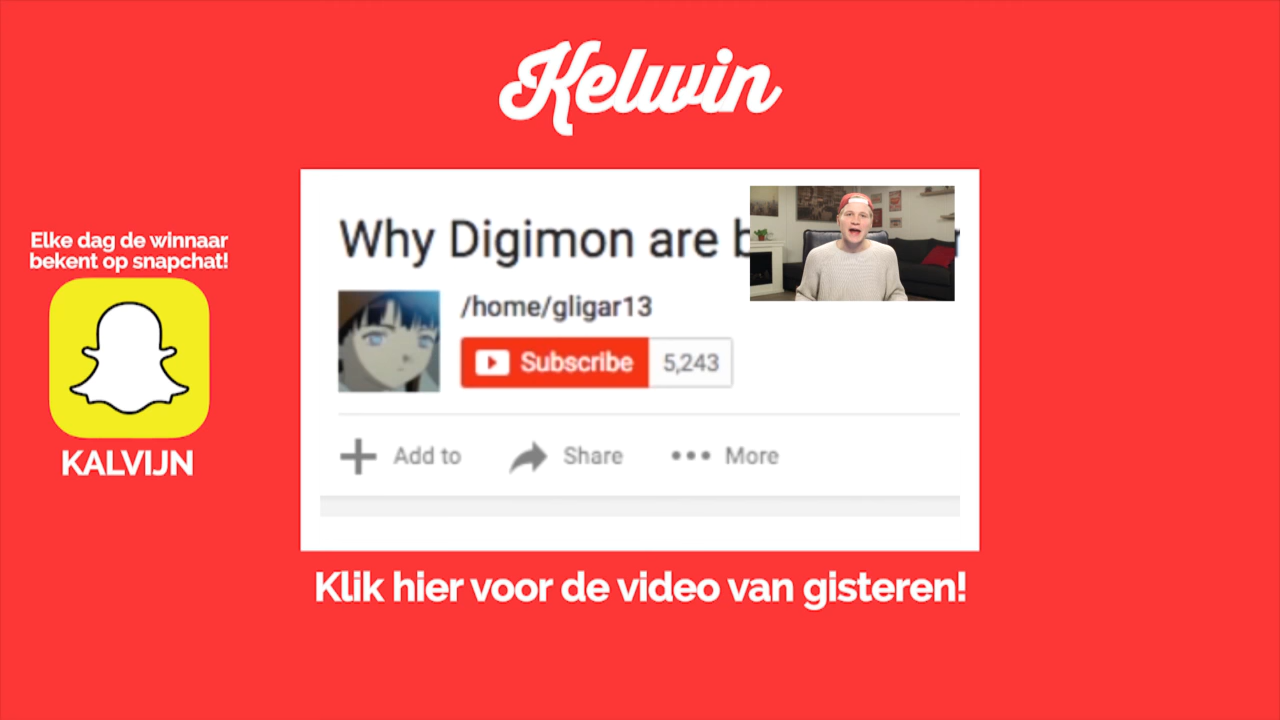 Kelwin
Elke dag de winnaar
bekent op snapchat!
KALVIJN
Why Digimon are
/home/gligar13
Subscribe 5,243
Add to Share More
Klik hier voor de video van gisteren!